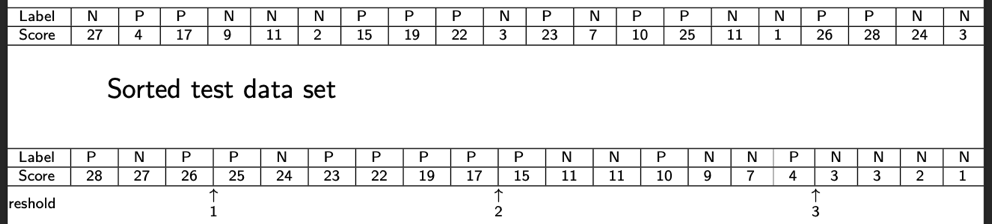 Label N P P N N N P P P N P N P P N N P P N N
Score 27 4 17 9 11 2 15 19 22 3 23 7 10 25 11 1 26 28 24 3
Sorted test data set
Label P N P P N P P P P P N N P N N P N N N N
Score 28 27 26 25 24 23 22 19 17 15 11 11 10 9 7 4 3 3 2 1
reshold ↑ ↑ ↑
1 2 3